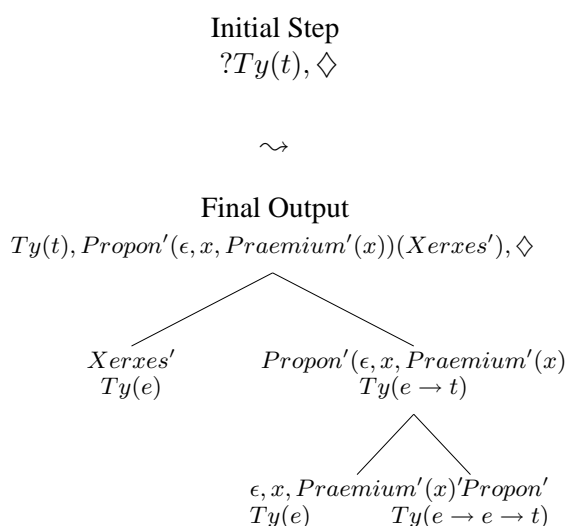 Initial Step
?Ty(t), ♢
⇝
Final Output
Ty(t), Propon′(ϵ, x, Praemium′(x))(Xerxes′), ♢
Xerxes′ Propon′(ϵ, x, Praemium′(x)
Ty(e) Ty(e → t)
ϵ, x, Praemium′(x)′Propon′
Ty(e) Ty(e → e → t)